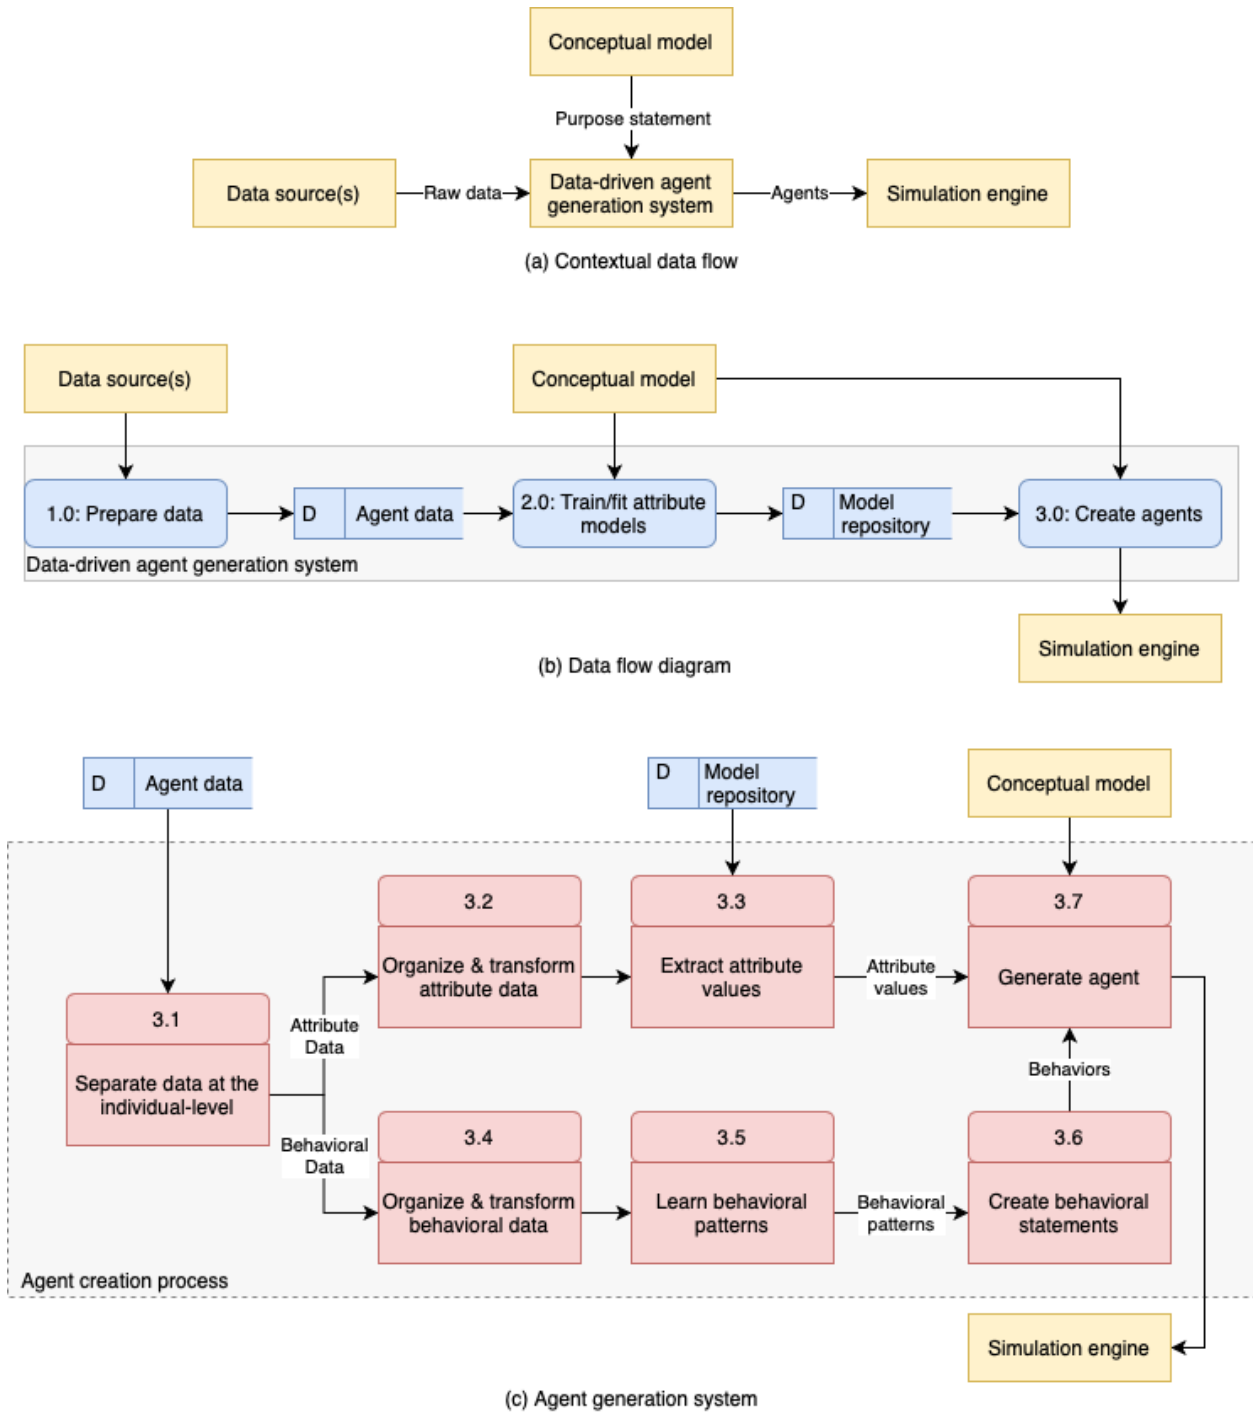 Conceptual model
Purpose statement
Data source(s)
Raw data
Data-driven agent
generation system
Agents
Simulation engine
(a) Contextual data flow
Data source(s)
Conceptual model
1.0: Prepare data
D
Agent data
2.0: Train/fit attribute
models
D
Model
repository
3.0: Create agents
Data-driven agent generation system
Simulation engine
(b) Data flow diagram
D
Agent data
D
Model
repository
Conceptual model
3.2
Organize & transform
attribute data
3.3
Extract attribute
values
Attribute
values
3.7
Generate agent
3.1
Separate data at the
individual-level
Attribute
Data
Behavioral
Data
Behaviors
3.4
Organize & transform
behavioral data
3.5
Learn behavioral
patterns
Behavioral
patterns
3.6
Create behavioral
statements
Agent creation process
Simulation engine
(c) Agent generation system